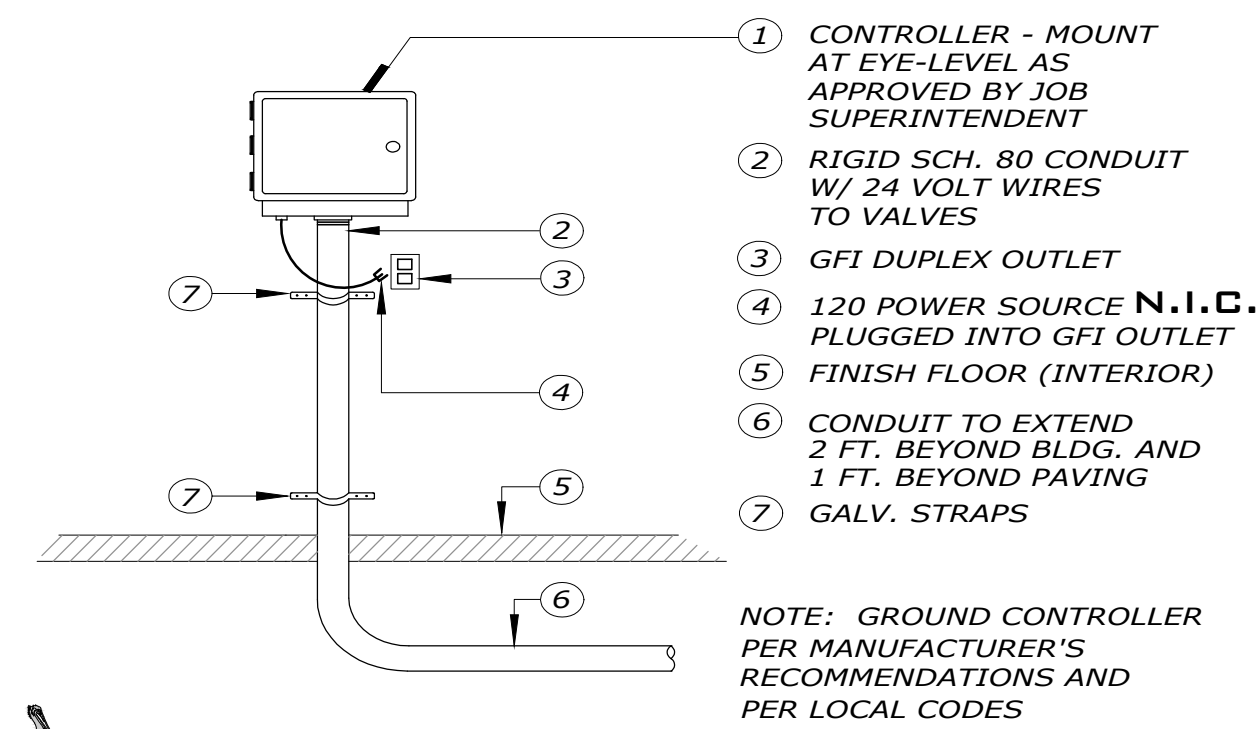 1 CONTROLLER - MOUNT
AT EYE-LEVEL AS
APPROVED BY JOB
SUPERINTENDENT
2 RIGID SCH. 80 CONDUIT
W/ 24 VOLT WIRES
TO VALVES
3 GFI DUPLEX OUTLET
4 120 POWER SOURCE N.I.C.
PLUGGED INTO GFI OUTLET
5 FINISH FLOOR (INTERIOR)
6 CONDUIT TO EXTEND
2 FT. BEYOND BLDG. AND
1 FT. BEYOND PAVING
7 GALV. STRAPS
2
3
7
4
5
7
6
NOTE: GROUND CONTROLLER
PER MANUFACTURER'S
RECOMMENDATIONS AND
PER LOCAL CODES